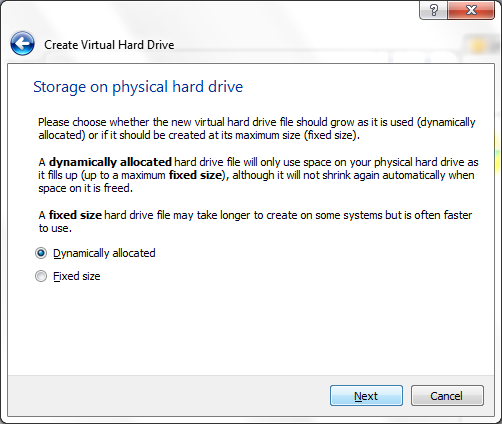 ?
Create Virtual Hard Drive
Storage on physical hard drive
Please choose whether the new virtual hard drive file should grow as it is used (dynamically
allocated) or if it should be created at its maximum size (fixed size).
A dynamically allocated hard drive file will only use space on your physical hard drive as
it fills up (up to a maximum fixed size), although it will not shrink again automatically when
space on it is freed.
A fixed size hard drive file may take longer to create on some systems but is often faster
to use.
Dynamically allocated
Fixed size
Next
Cancel